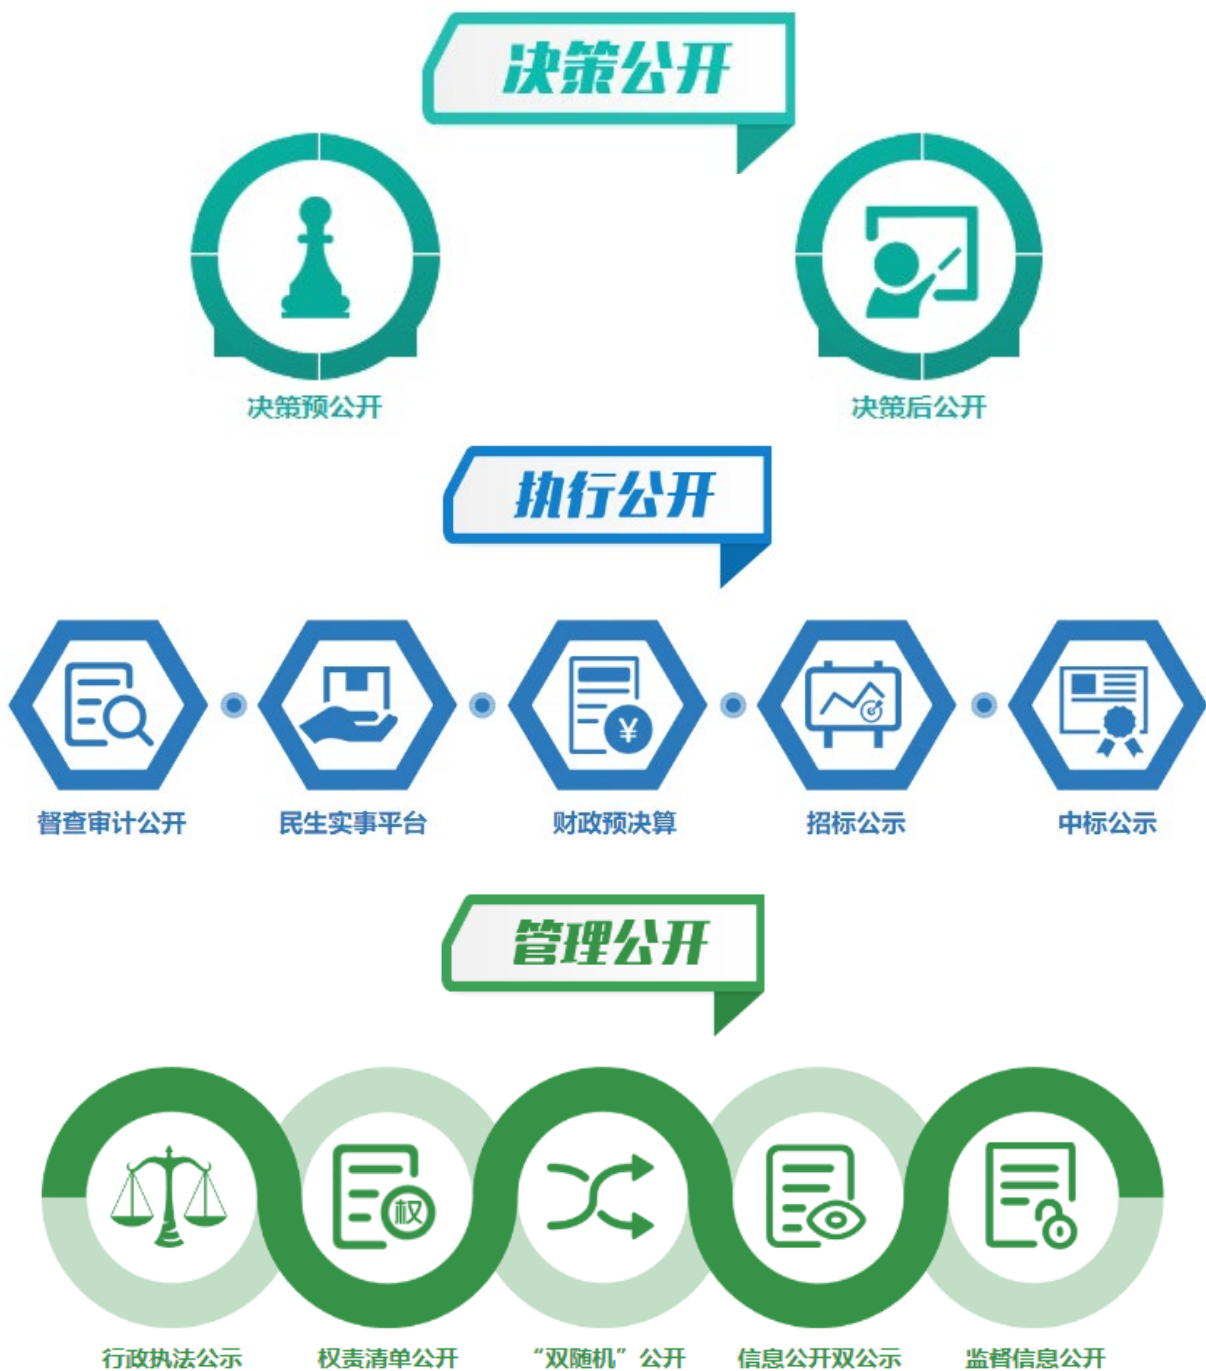 决策公开
决策预公开 决策后公开
执行公开
¥
督查审计公开 民生实事平台 财政预决算 招标公示 中标公示
管理公开
权
行政执法公示 权责清单公开 “双随机”公开 信息公开双公示 监督信息公开